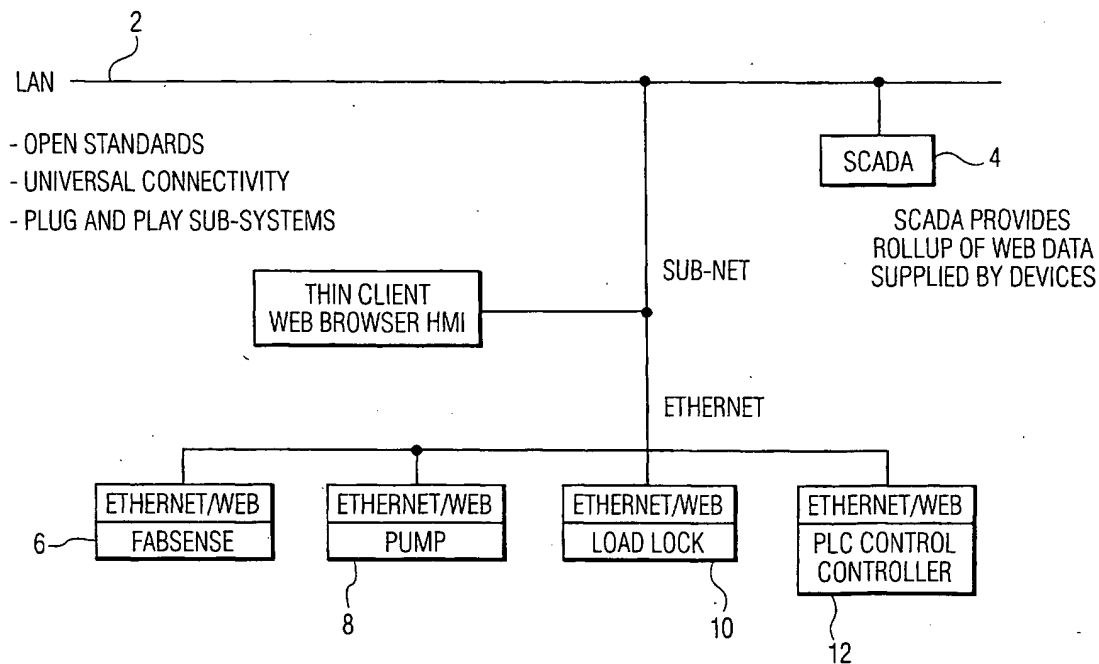 2
LAN
- OPEN STANDARDS
- UNIVERSAL CONNECTIVITY
- PLUG AND PLAY SUB-SYSTEMS
SCADA
4
SCADA PROVIDES
ROLLUP OF WEB DATA
SUPPLIED BY DEVICES
SUB-NET
THIN CLIENT
WEB BROWSER HMI
ETHERNET
ETHERNET/WEB
FABSENSE
6
ETHERNET/WEB
PUMP
8
ETHERNET/WEB
LOAD LOCK
10
ETHERNET/WEB
PLC CONTROL
CONTROLLER
12